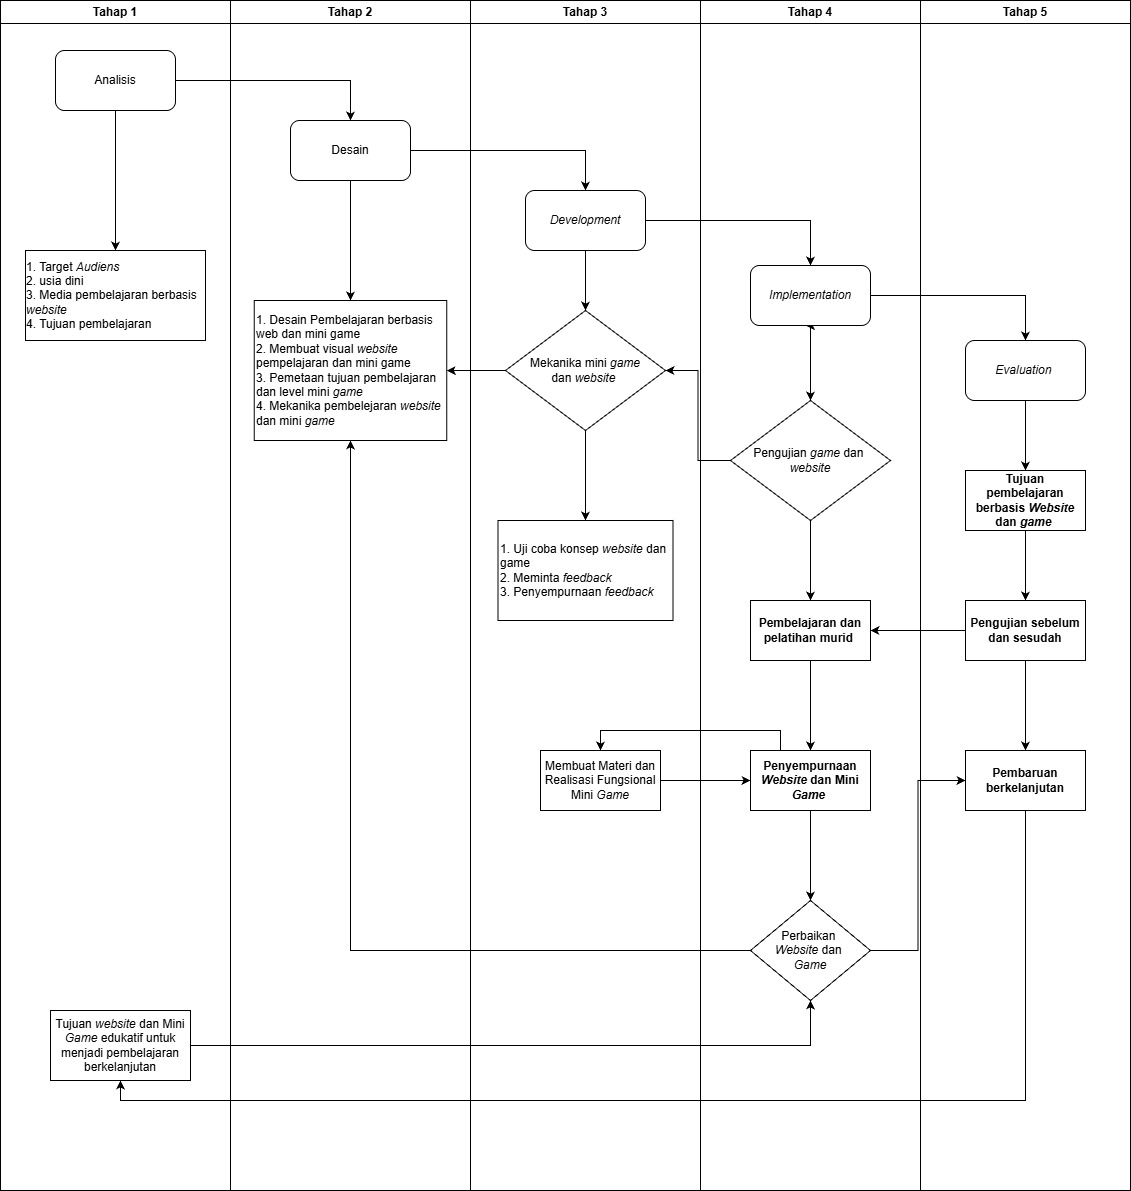 Tahap 1
Tahap 2
Tahap 3
Tahap 4
Tahap 5
Analisis
Desain
Development
Implementation
Evaluation
1. Target Audiens
2. usia dini
3. Media pembelajaran berbasis
website
4. Tujuan pembelajaran
1. Desain Pembelajaran berbasis
web dan mini game
2. Membuat visual website
pempelajaran dan mini game
3. Pemetaan tujuan pembelajaran
dan level mini game
4. Mekanika pembelejaran website
dan mini game
Mekanika mini game
dan website
Pengujian game dan
website
Tujuan
pembelajaran
berbasis Website
dan game
1. Uji coba konsep website dan
game
2. Meminta feedback
3. Penyempurnaan feedback
Pembelajaran dan
pelatihan murid
Pengujian sebelum
dan sesudah
Membuat Materi dan
Realisasi Fungsional
Mini Game
Penyempurnaan
Website dan Mini
Game
Pembaruan
berkelanjutan
Perbaikan
Website dan
Game
Tujuan website dan Mini
Game edukatif untuk
menjadi pembelajaran
berkelanjutan